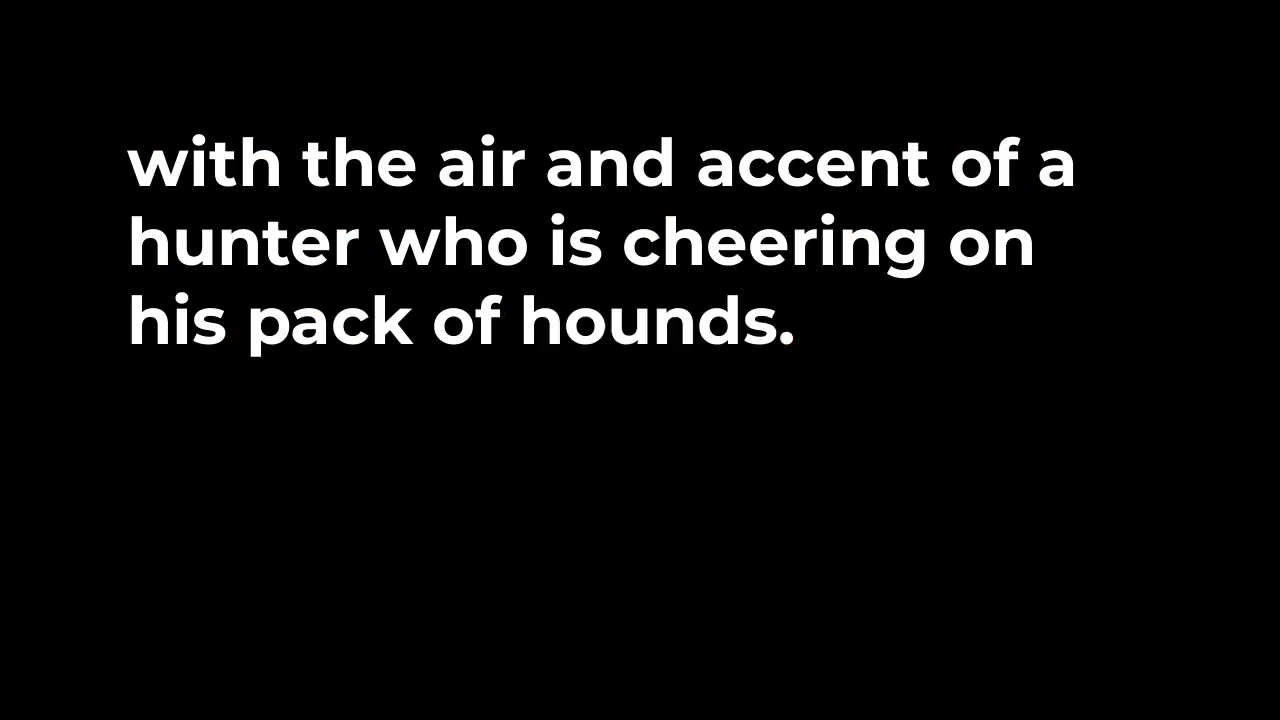 with the air and accent of a
hunter who is cheering on
his pack of hounds.